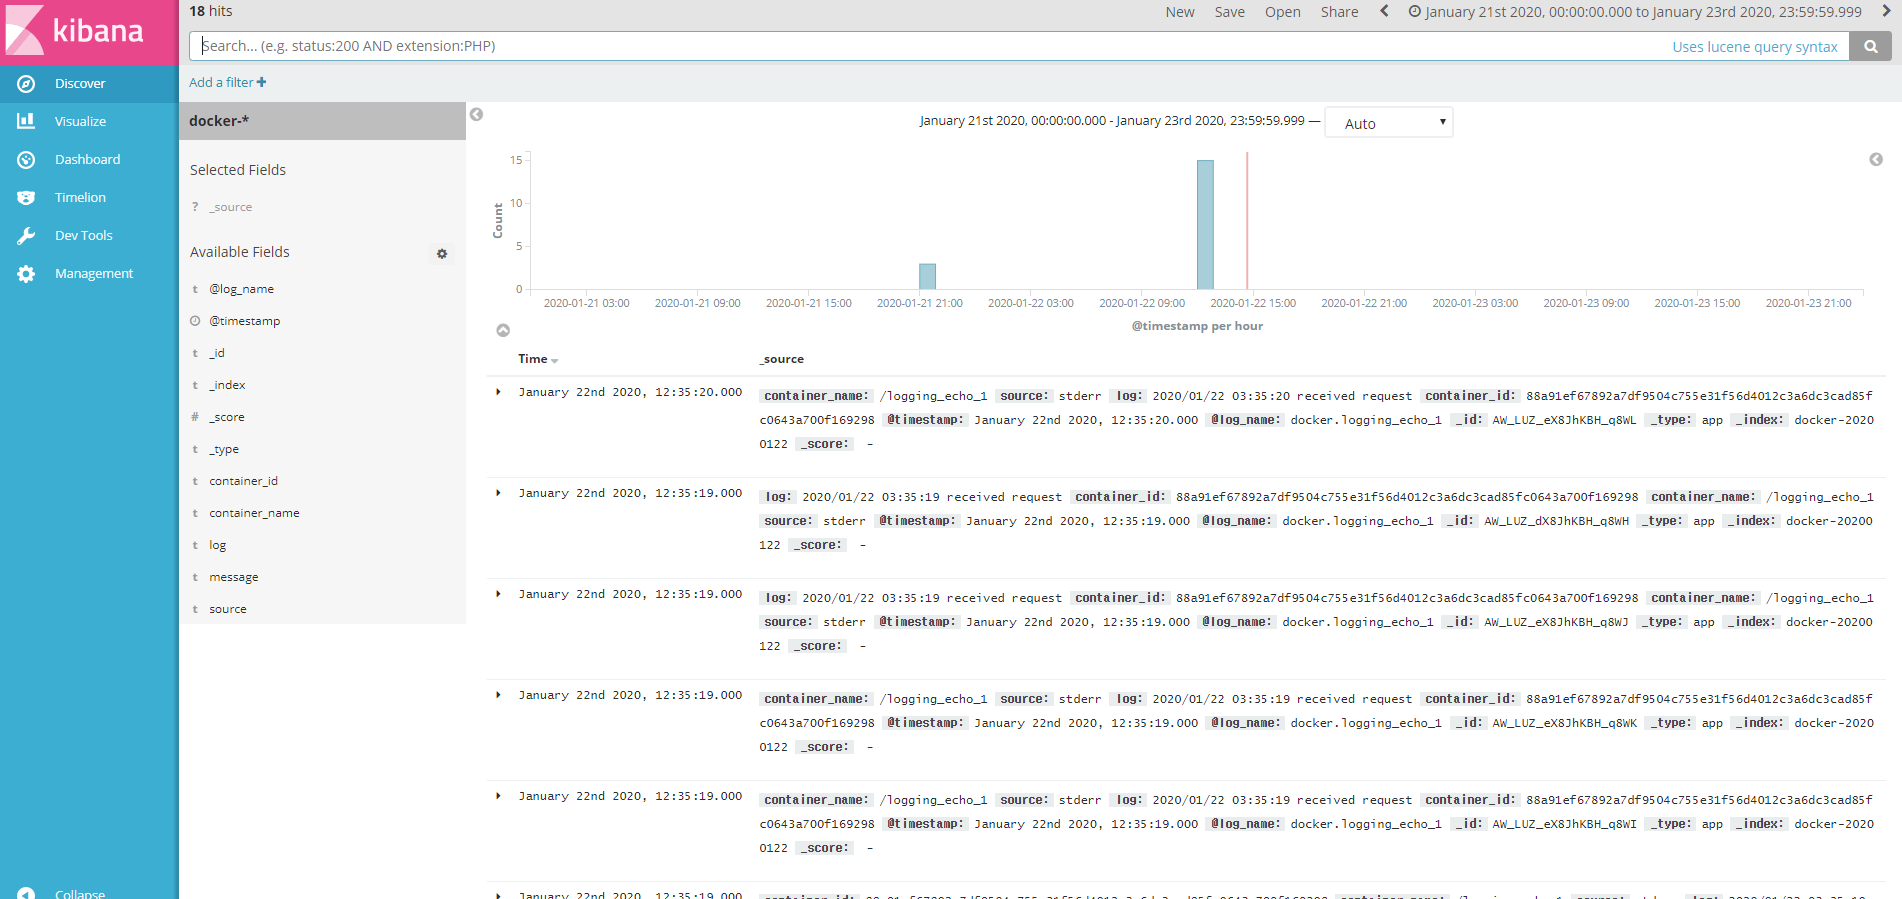 kibana
Discover
Visualize
Dashboard
Timelion
Dev Tools
Management
Collapse
18 hits
New Save Open Share January 21st 2020, 00:00:00.000 to January 23rd 2020, 23:59:59.999
Search... (e.g. status:200 AND extension:PHP) Uses lucene query syntax
Add a filter +
docker-*
Selected Fields
? _source
Available Fields
t @log_name
@timestamp
t _id
t _index
# _score
t _type
t container_id
t container_name
t log
t message
t source
January 21st 2020, 00:00:00.000 - January 23rd 2020, 23:59:59.999 — Auto
15
10
5
0
Count
2020-01-21 03:00 2020-01-21 09:00 2020-01-21 15:00 2020-01-21 21:00 2020-01-22 03:00 2020-01-22 09:00 2020-01-22 15:00 2020-01-22 21:00 2020-01-23 03:00 2020-01-23 09:00 2020-01-23 15:00 2020-01-23 21:00
@timestamp per hour
Time _source
January 22nd 2020, 12:35:20.000 container_name: /logging_echo_1 source: stderr log: 2020/01/22 03:35:20 received request container_id: 88a91ef67892a7df9504c755e31f56d4012c3a6dc3cad85f
c0643a700f169298 @timestamp: January 22nd 2020, 12:35:20.000 @log_name: docker.logging_echo_1 _id: AW_LUZ_eX8JhKBH_q8WL _type: app _index: docker-2020
0122 _score: -
January 22nd 2020, 12:35:19.000 log: 2020/01/22 03:35:19 received request container_id: 88a91ef67892a7df9504c755e31f56d4012c3a6dc3cad85fc0643a700f169298 container_name: /logging_echo_1
source: stderr @timestamp: January 22nd 2020, 12:35:19.000 @log_name: docker.logging_echo_1 _id: AW_LUZ_dX8JhKBH_q8WH _type: app _index: docker-20200
122 _score: -
January 22nd 2020, 12:35:19.000 log: 2020/01/22 03:35:19 received request container_id: 88a91ef67892a7df9504c755e31f56d4012c3a6dc3cad85fc0643a700f169298 container_name: /logging_echo_1
source: stderr @timestamp: January 22nd 2020, 12:35:19.000 @log_name: docker.logging_echo_1 _id: AW_LUZ_eX8JhKBH_q8WJ _type: app _index: docker-20200
122 _score: -
January 22nd 2020, 12:35:19.000 container_name: /logging_echo_1 source: stderr log: 2020/01/22 03:35:19 received request container_id: 88a91ef67892a7df9504c755e31f56d4012c3a6dc3cad85f
c0643a700f169298 @timestamp: January 22nd 2020, 12:35:19.000 @log_name: docker.logging_echo_1 _id: AW_LUZ_eX8JhKBH_q8WK _type: app _index: docker-2020
0122 _score: -
January 22nd 2020, 12:35:19.000 container_name: /logging_echo_1 source: stderr log: 2020/01/22 03:35:19 received request container_id: 88a91ef67892a7df9504c755e31f56d4012c3a6dc3cad85f
c0643a700f169298 @timestamp: January 22nd 2020, 12:35:19.000 @log_name: docker.logging_echo_1 _id: AW_LUZ_eX8JhKBH_q8WI _type: app _index: docker-2020
0122 _score: -
January 22nd 2020, 12:35:19.000